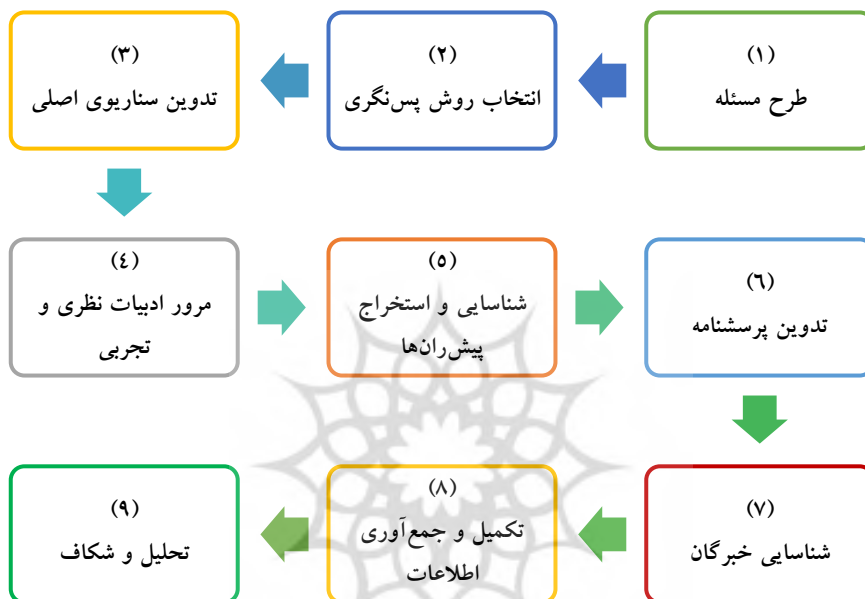 (۱)
طرح مسئله
(۲)
انتخاب روش پس‌نگری
(۳)
تدوین سناریوی اصلی
(٤)
مرور ادبیات نظری و
تجربی
(۵)
شناسایی و استخراج
پیش‌ران‌ها
(٦)
تدوین پرسشنامه
(۷)
شناسایی خبرگان
(۸)
تکمیل و جمع‌آوری
اطلاعات
(۹)
تحلیل و شکاف